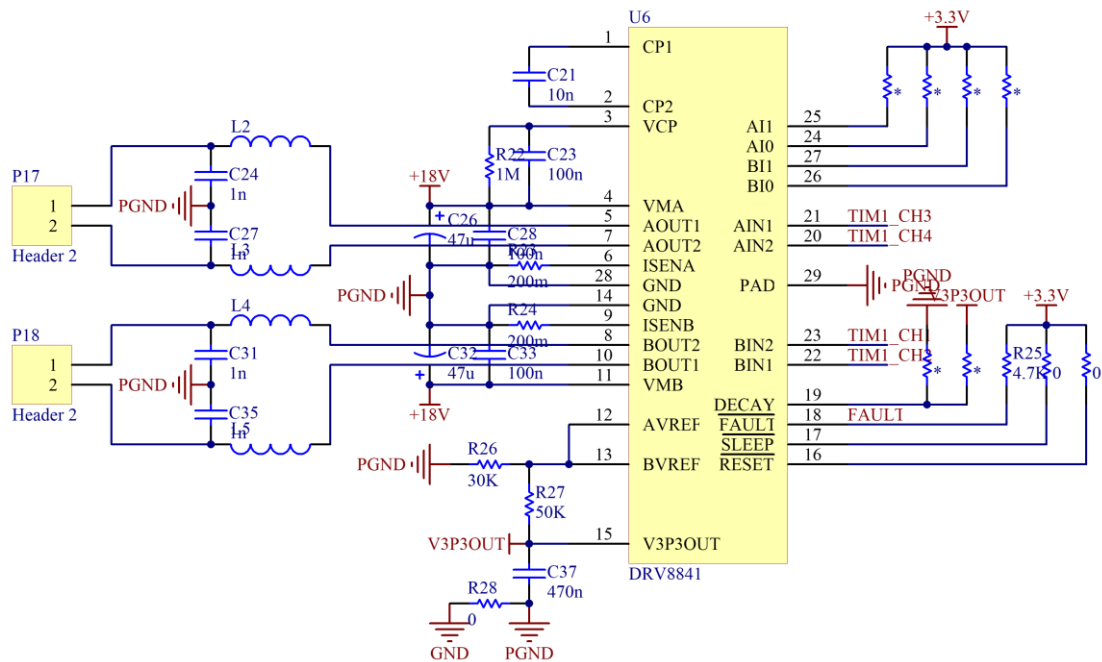 U6
+3.3V
1
CP1
C21
10n
2
CP2
3
VCP
*
*
*
*
25
AI1
24
AI0
27
BI1
26
BI0
L2
P17
C24
1n
1
2
PGND
C27
1n
L3
Header 2
R22
1M
C23
100n
+18V
4
VMA
C26
47u
5
AOUT1
C28
100n
7
AOUT2
R23
200m
6
ISENA
28
GND
PGND
14
GND
R24
200m
9
ISENB
8
BOUT2
C32
47u
C33
100n
10
BOUT1
11
VMB
+18V
21
AIN1
TIM1_CH3
20
AIN2
TIM1_CH4
29
PAD
PGND
PGND
V3P3OUT
+3.3V
23
BIN2
TIM1_CH1
22
BIN1
*
*
R25
4.7K
0
0
19
DECAY
18
FAULT
FAULT
17
SLEEP
16
RESET
L4
P18
C31
1n
1
2
PGND
C35
1n
L5
Header 2
12
AVREF
13
BVREF
PGND
R26
30K
R27
50K
V3P3OUT
15
V3P3OUT
DRV8841
C37
470n
R28
0
GND
PGND